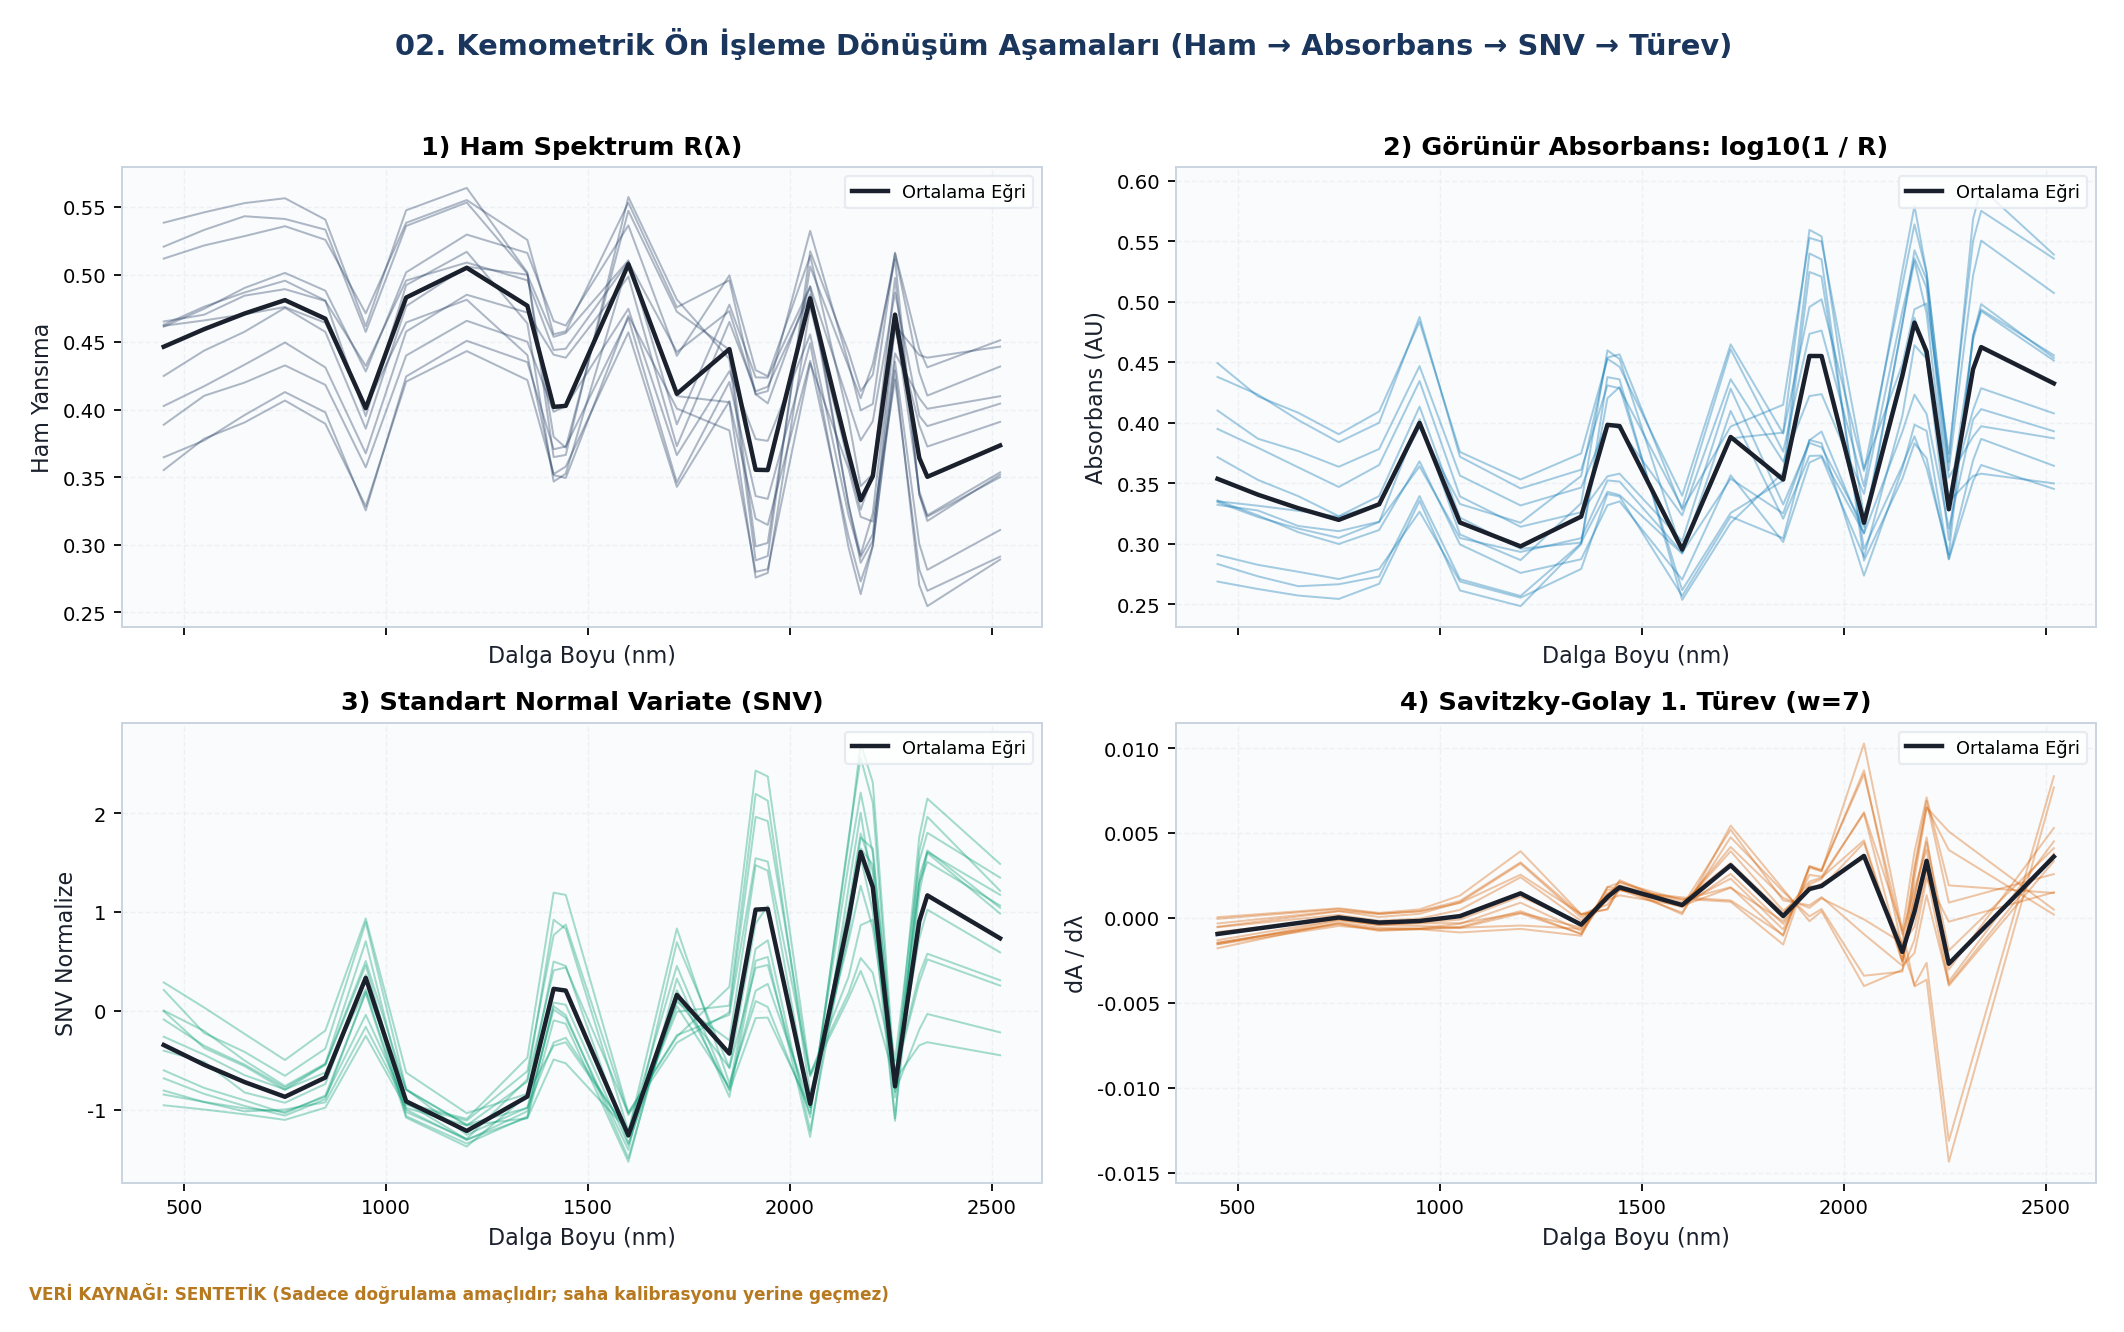 02. Kemometrik Ön İşleme Dönüşüm Aşamaları (Ham → Absorbans → SNV → Türev)
1) Ham Spektrum R(λ)
Ortalama Eğri
Ham Yansıma
0.55
0.50
0.45
0.40
0.35
0.30
0.25
Dalga Boyu (nm)
2) Görünür Absorbans: log10(1 / R)
Ortalama Eğri
Absorbans (AU)
0.60
0.55
0.50
0.45
0.40
0.35
0.30
0.25
Dalga Boyu (nm)
3) Standart Normal Variate (SNV)
Ortalama Eğri
SNV Normalize
2
1
0
-1
500 1000 1500 2000 2500
Dalga Boyu (nm)
4) Savitzky-Golay 1. Türev (w=7)
Ortalama Eğri
dA / dλ
0.010
0.005
0.000
-0.005
-0.010
-0.015
500 1000 1500 2000 2500
Dalga Boyu (nm)
VERİ KAYNAĞI: SENTETİK (Sadece doğrulama amaçlıdır; saha kalibrasyonu yerine geçmez)